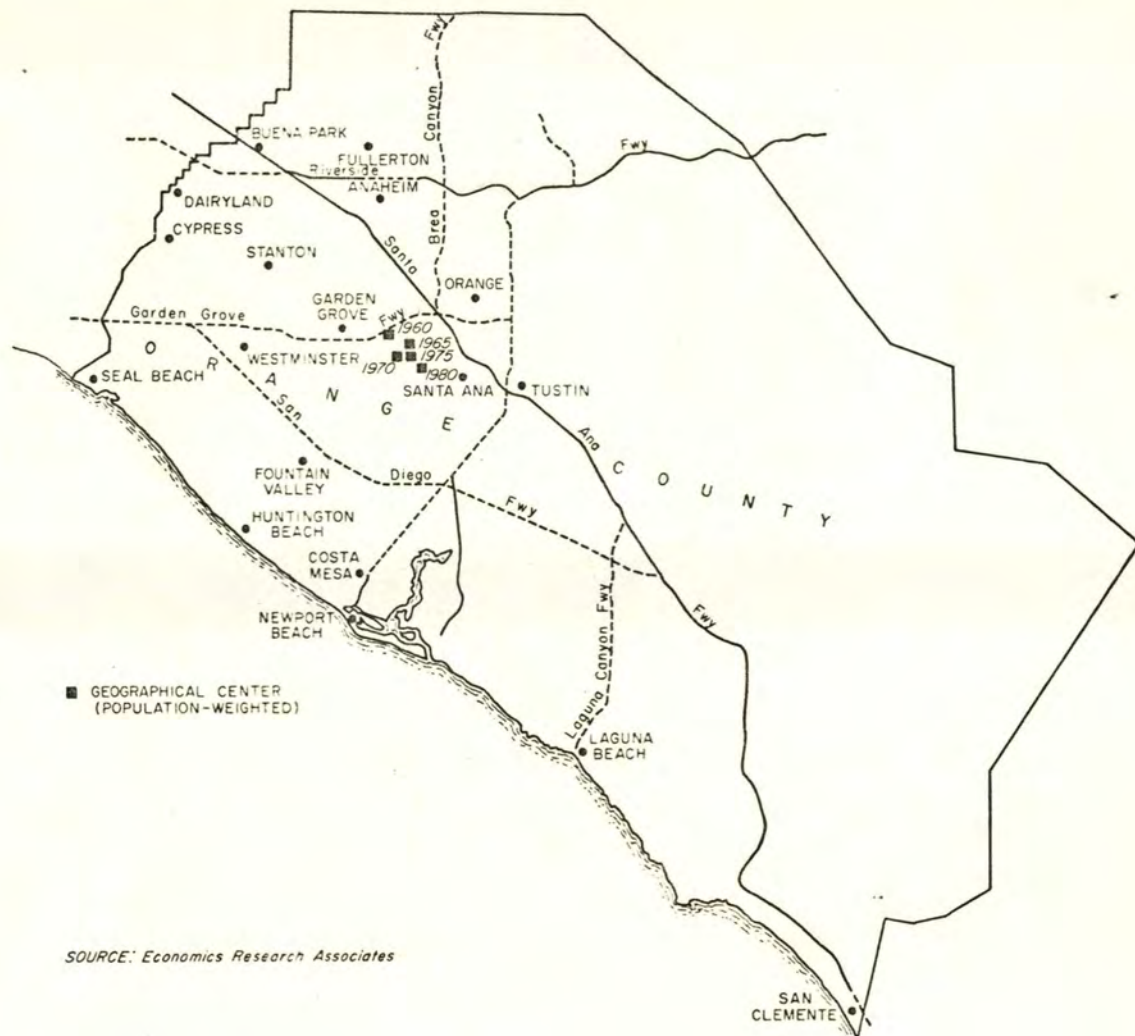 Canyon Fwy
Brea
BUENA PARK
FULLERTON
Riverside
Fwy
ANAHEIM
DAIRYLAND
CYPRESS
STANTON
Santa
ORANGE
GARDEN
GROVE
Garden Grove
Fwy
1960
1965
1970
1975
1980
WESTMINSTER
SEAL BEACH
ORANGE
SANTA ANA
TUSTIN
San
Ana
COUNTY
FOUNTAIN
VALLEY
Diego
Fwy
HUNTINGTON
BEACH
COSTA
MESA
NEWPORT
BEACH
Laguna Canyon Fwy
Fwy
GEOGRAPHICAL CENTER
(POPULATION-WEIGHTED)
LAGUNA
BEACH
SOURCE: Economics Research Associates
SAN
CLEMENTE